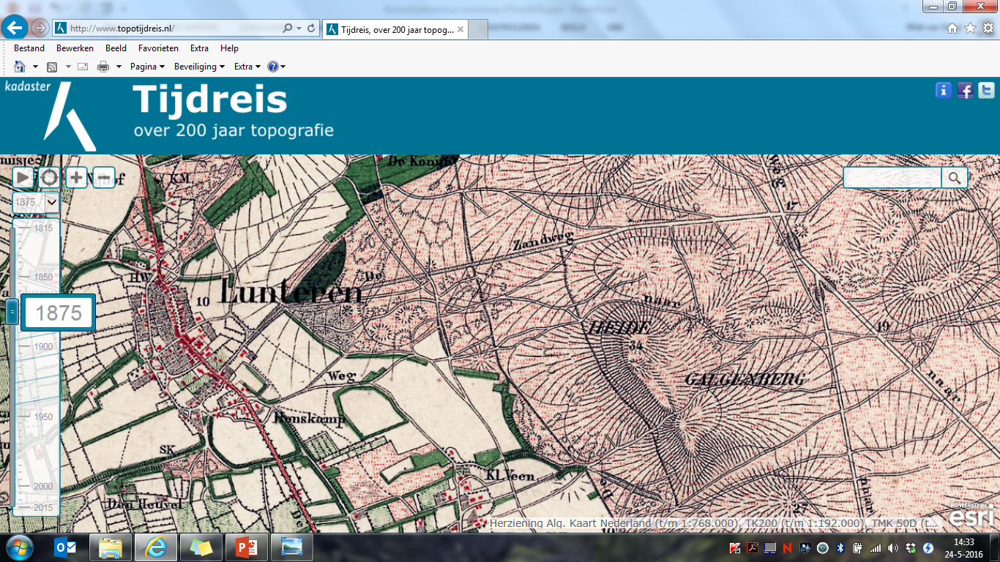 http://www.topotijdreis.nl/
Tijdreis, over 200 jaar topog...
Bestand Bewerken Beeld Favorieten Extra Help
Pagina Beveiliging Extra
kadaster
Tijdreis
over 200 jaar topografie
De
KM.
1875
1815
17
Zandweg
1850
HW
De
10
Lunteren
naar
1875
HEIDE
19
34
1900
Weg
GALGENBERG
naar
1950
Henskamp
SK
Kl. Veen
2000
naar
Den Heuvel
27
2015
De
POWERED BY
esri
Herziening Alg. Kaart Nederland (t/m 1:768.000), TK200 (t/m 1:192.000), TMK 50D (t...
14:33
24-5-2016